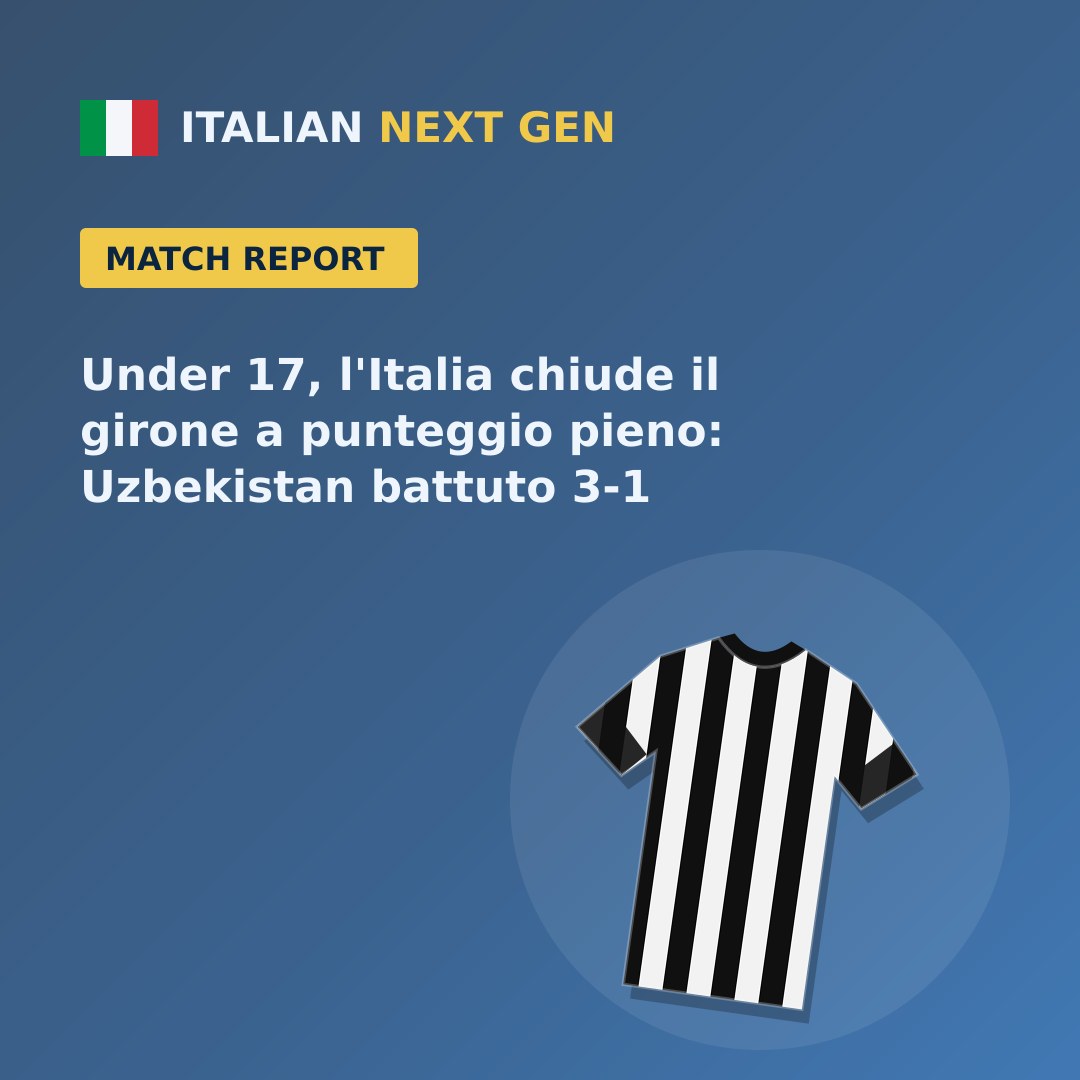 ITALIAN NEXT GEN
MATCH REPORT
Under 17, l'Italia chiude il
girone a punteggio pieno:
Uzbekistan battuto 3-1